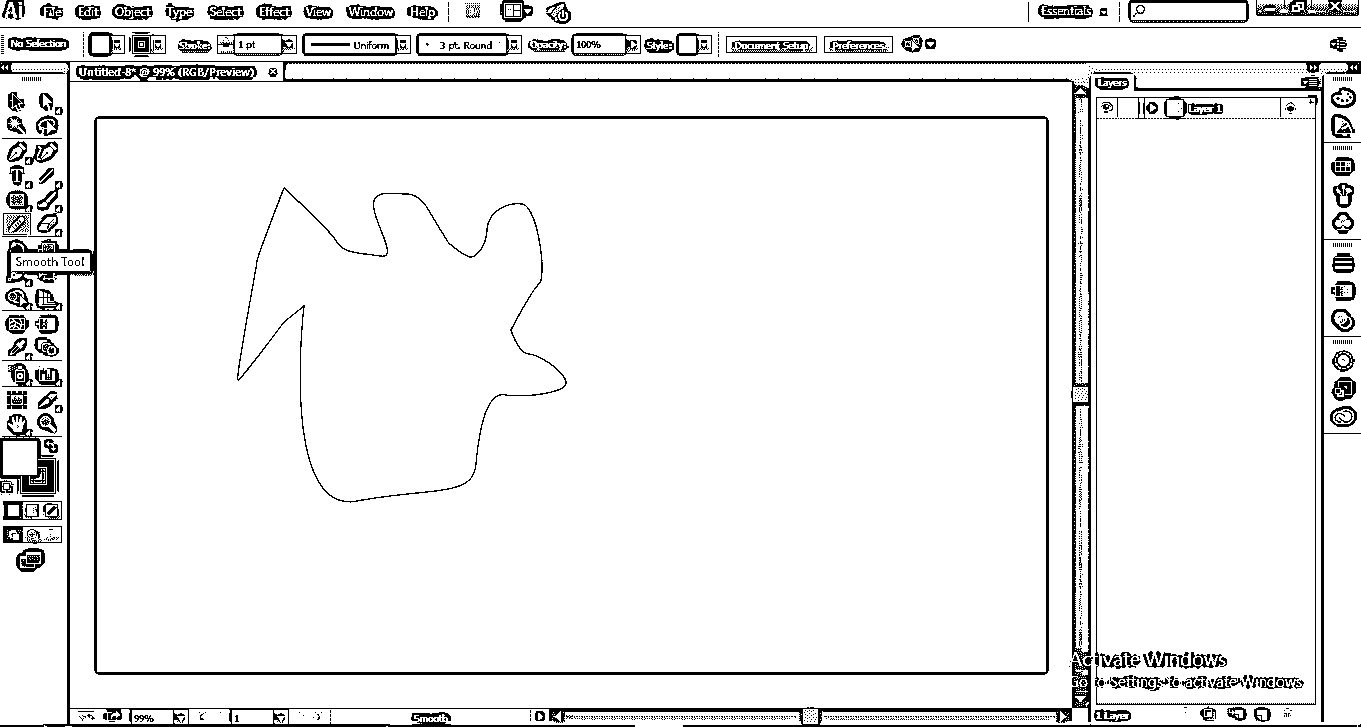 Ai File Edit Object Type Select Effect View Window Help Essentials
No Selection Stroke: 1 pt Uniform 3 pt. Round Opacity: 100% Style: Document Setup Preferences
Untitled-8* @ 99% (RGB/Preview)
Layers
Layer 1
Smooth Tool
Activate Windows
Go to Settings to activate Windows
99% 1 Smooth
1 Layer